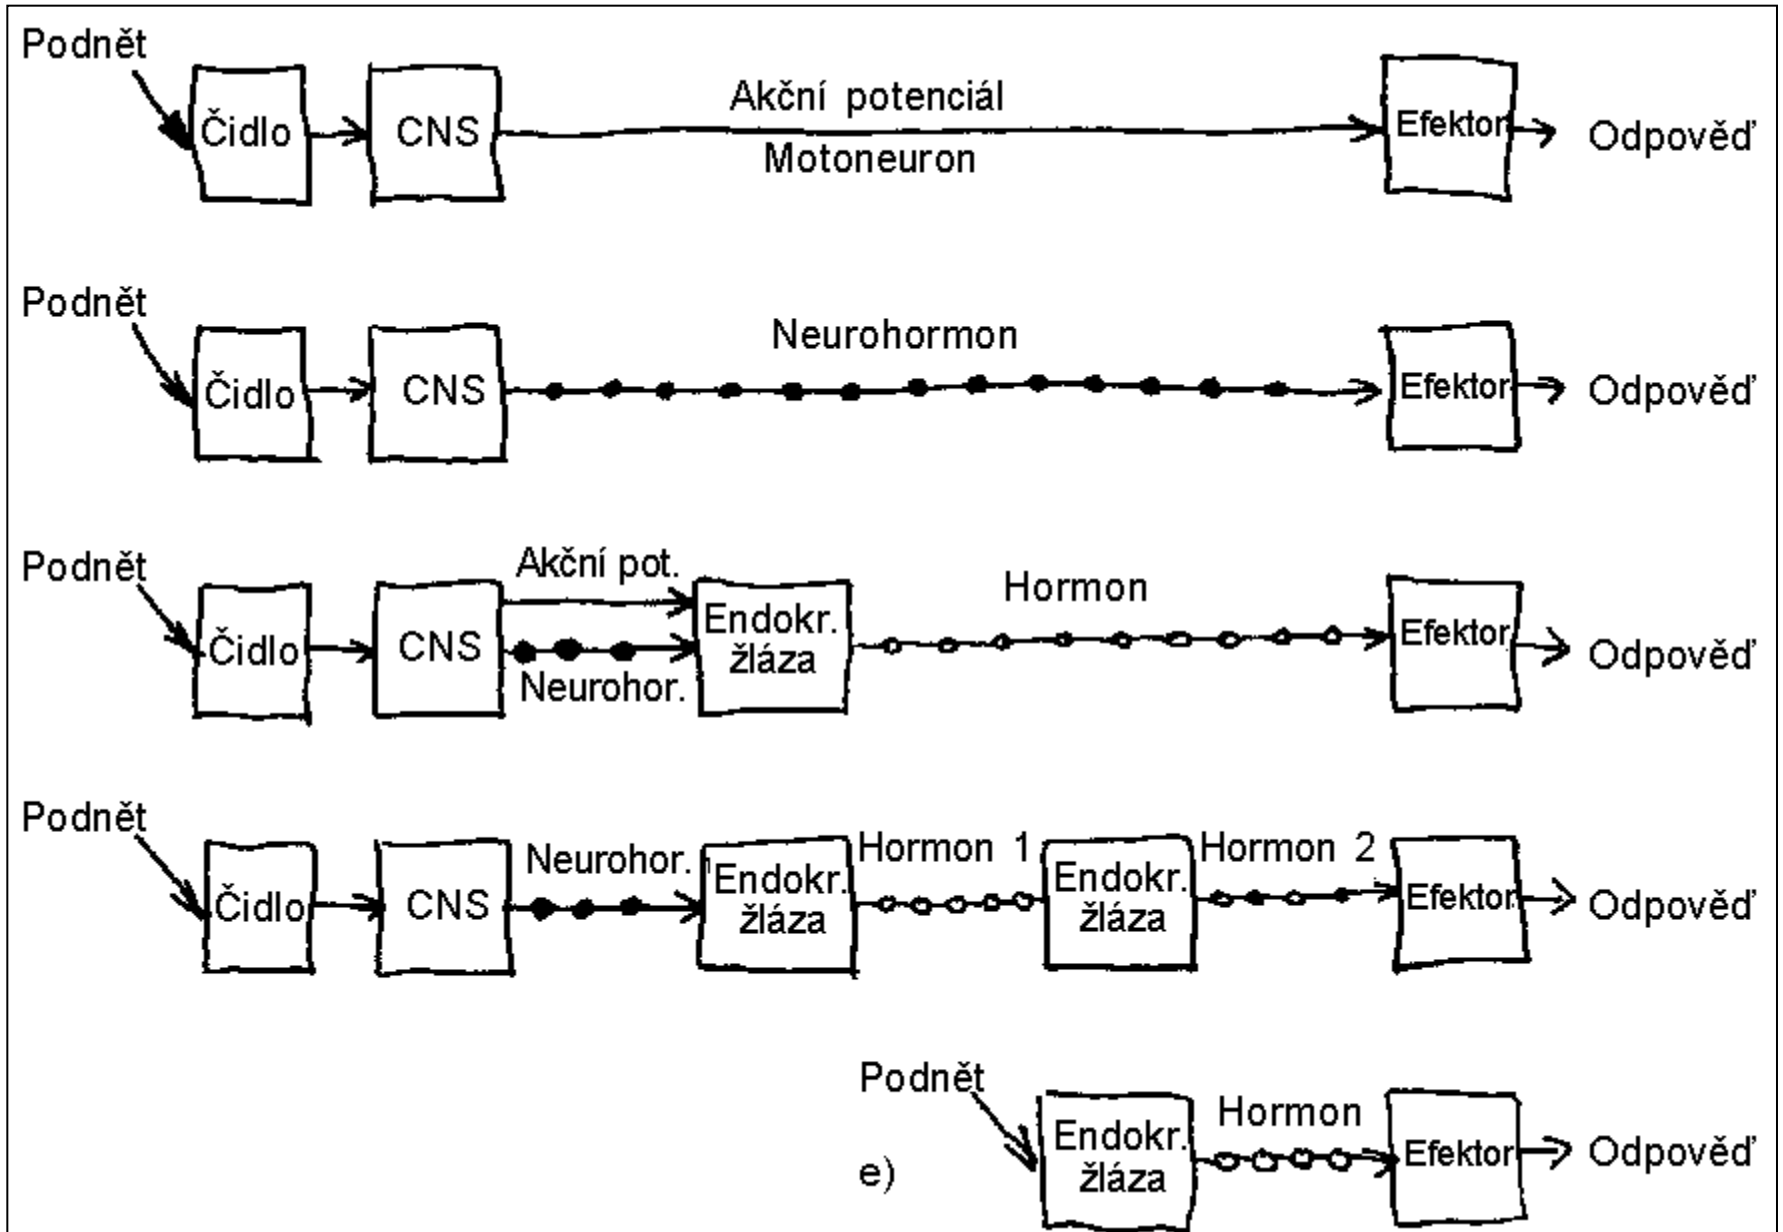 Podnět
Čidlo
CNS
Akční potenciál
Motoneuron
Efektor
Odpověď
Podnět
Čidlo
CNS
Neurohormon
Efektor
Odpověď
Podnět
Čidlo
CNS
Akční pot.
Neurohor.
Endokr.
žláza
Hormon
Efektor
Odpověď
Podnět
Čidlo
CNS
Neurohor.
Endokr.
žláza
Hormon 1
Endokr.
žláza
Hormon 2
Efektor
Odpověď
e)
Podnět
Endokr.
žláza
Hormon
Efektor
Odpověď